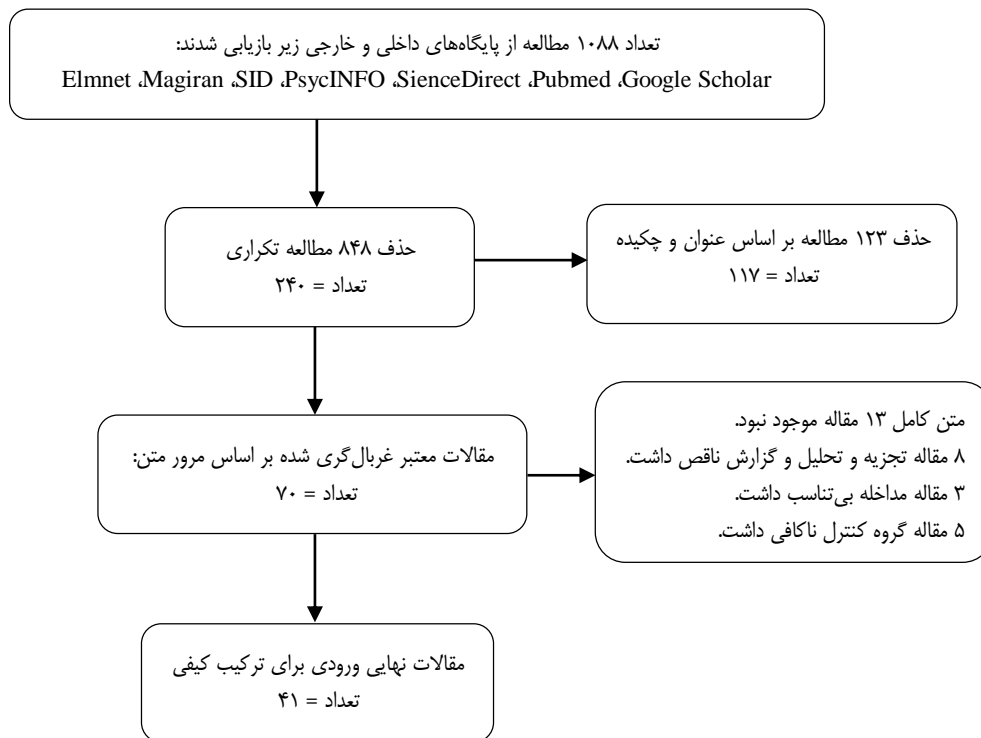 تعداد ۱۰۸۸ مطالعه از پایگاه‌های داخلی و خارجی زیر بازیابی شدند:
Elmnet ،Magiran ،SID ،PsycINFO ،SienceDirect ،Pubmed ،Google Scholar
حذف ۸۴۸ مطالعه تکراری
تعداد = ۲۴۰
حذف ۱۲۳ مطالعه بر اساس عنوان و چکیده
تعداد = ۱۱۷
مقالات معتبر غربال‌گری شده بر اساس مرور متن:
تعداد = ۷۰
متن کامل ۱۳ مقاله موجود نبود.
۸ مقاله تجزیه و تحلیل و گزارش ناقص داشت.
۳ مقاله مداخله بی‌تناسب داشت.
۵ مقاله گروه کنترل ناکافی داشت.
مقالات نهایی ورودی برای ترکیب کیفی
تعداد = ۴۱